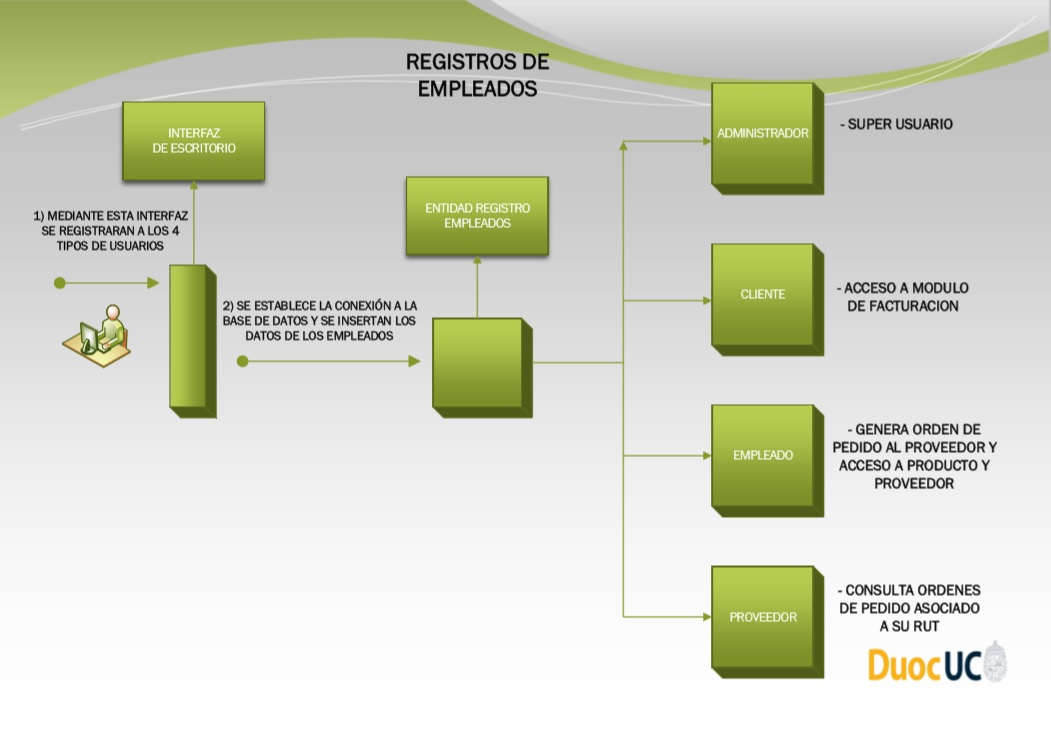 REGISTROS DE
EMPLEADOS
INTERFAZ
DE ESCRITORIO
1) MEDIANTE ESTA INTERFAZ
SE REGISTRARAN A LOS 4
TIPOS DE USUARIOS
2) SE ESTABLECE LA CONEXIÓN A LA
BASE DE DATOS Y SE INSERTAN LOS
DATOS DE LOS EMPLEADOS
ENTIDAD REGISTRO
EMPLEADOS
ADMINISTRADOR
- SUPER USUARIO
CLIENTE
- ACCESO A MODULO
DE FACTURACION
EMPLEADO
- GENERA ORDEN DE
PEDIDO AL PROVEEDOR Y
ACCESO A PRODUCTO Y
PROVEEDOR
PROVEEDOR
- CONSULTA ORDENES
DE PEDIDO ASOCIADO
A SU RUT
DuocUC